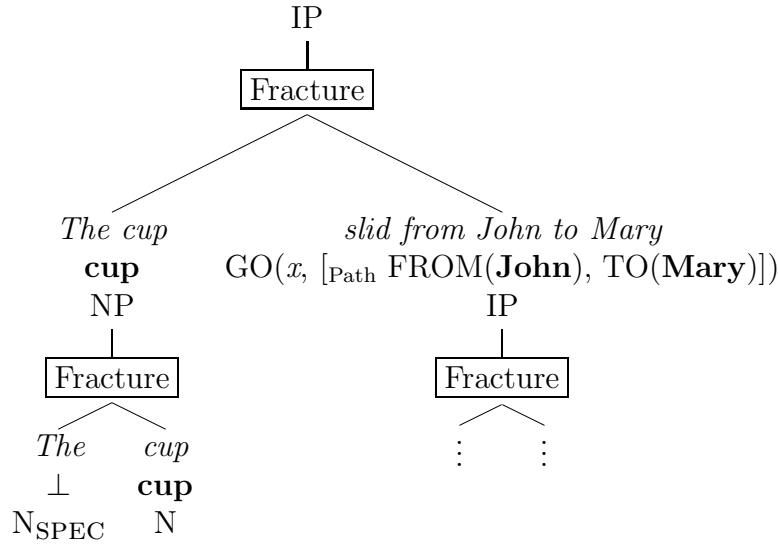 IP
Fracture
The cup slid from John to Mary
cup GO(x, [Path FROM(John), TO(Mary)])
NP IP
Fracture Fracture
The cup ⋮ ⋮
⊥ cup
NSPEC N